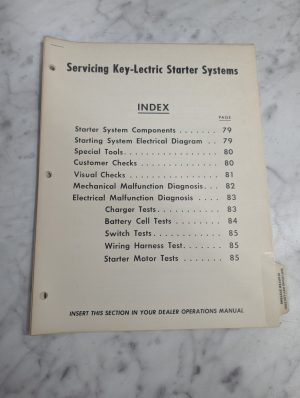 Servicing Key-Lectric Starter Systems
INDEX
PAGE
Starter System Components . . . . . . . 79
Starting System Electrical Diagram . . 79
Special Tools. . . . . . . . . . . . . . . 80
Customer Checks . . . . . . . . . . . . 80
Visual Checks . . . . . . . . . . . . . . 81
Mechanical Malfunction Diagnosis. . . 82
Electrical Malfunction Diagnosis . . . . 83
Charger Tests. . . . . . . . . . . . 83
Battery Cell Tests . . . . . . . . 84
Switch Tests . . . . . . . . . . . . 85
Wiring Harness Test. . . . . . . 85
Starter Motor Tests . . . . . . . 85
INSERT THIS SECTION IN YOUR DEALER OPERATIONS MANUAL